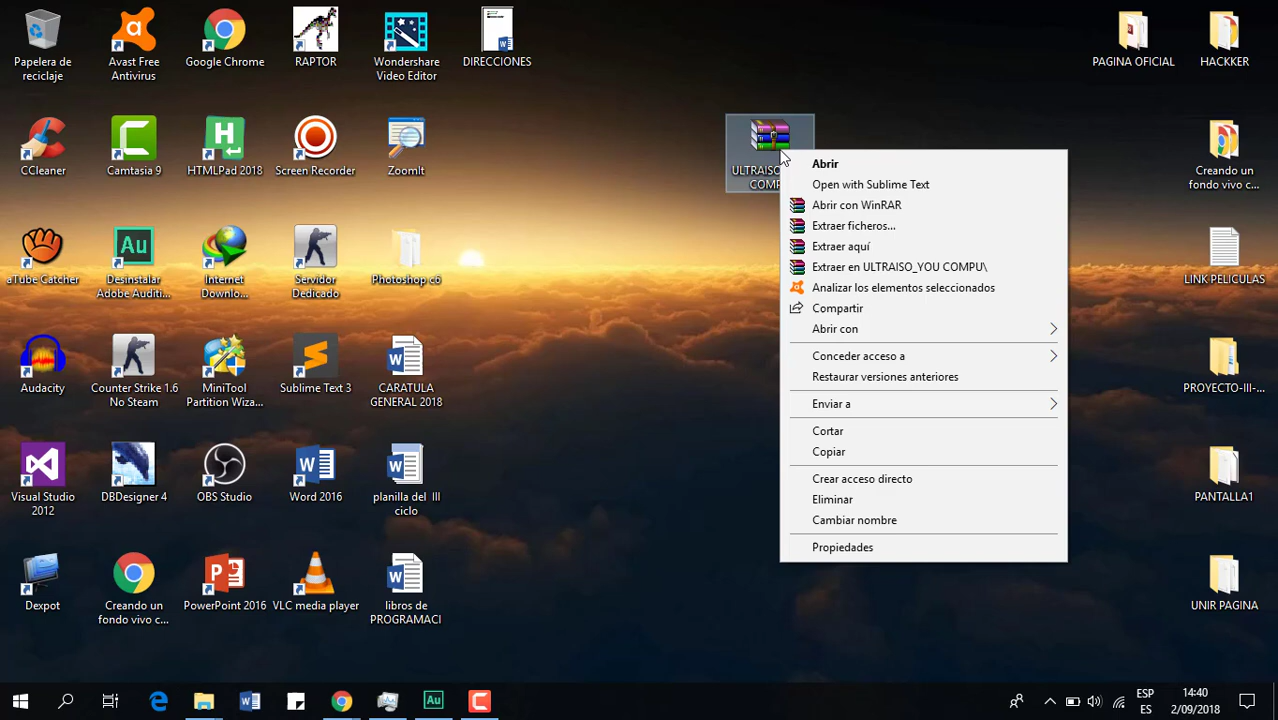 Papelera de
reciclaje
Avast Free
Antivirus
Google Chrome
RAPTOR
Wondershare
Video Editor
DIRECCIONES
PAGINA OFICIAL
HACKKER
CCleaner
Camtasia 9
HTMLPad 2018
Screen Recorder
ZoomIt
ULTRAISO
COMP
Creando un
fondo vivo c...
aTube Catcher
Desinstalar
Adobe Auditi...
Internet
Downlo...
Servidor
Dedicado
Photoshop c6
LINK PELICULAS
Audacity
Counter Strike 1.6
No Steam
MiniTool
Partition Wiza...
Sublime Text 3
CARATULA
GENERAL 2018
PROYECTO-III-...
Visual Studio
2012
DBDesigner 4
OBS Studio
Word 2016
planilla del III
ciclo
PANTALLA1
Dexpot
Creando un
fondo vivo c...
PowerPoint 2016
VLC media player
libros de
PROGRAMACI
UNIR PAGINA
Abrir
Open with Sublime Text
Abrir con WinRAR
Extraer ficheros...
Extraer aquí
Extraer en ULTRAISO_YOU COMPU\
Analizar los elementos seleccionados
Compartir
Abrir con
Conceder acceso a
Restaurar versiones anteriores
Enviar a
Cortar
Copiar
Crear acceso directo
Eliminar
Cambiar nombre
Propiedades
ESP
ES
14:40
2/09/2018